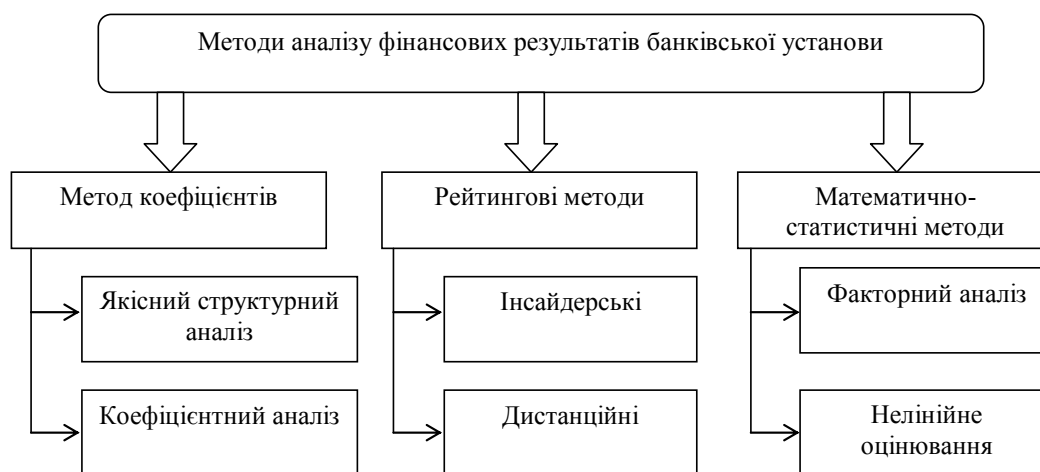 Методи аналізу фінансових результатів банківської установи
Метод коефіцієнтів
Рейтингові методи
Математично-
статистичні методи
Якісний структурний
аналіз
Інсайдерські
Факторний аналіз
Коефіцієнтний аналіз
Дистанційні
Нелінійне
оцінювання